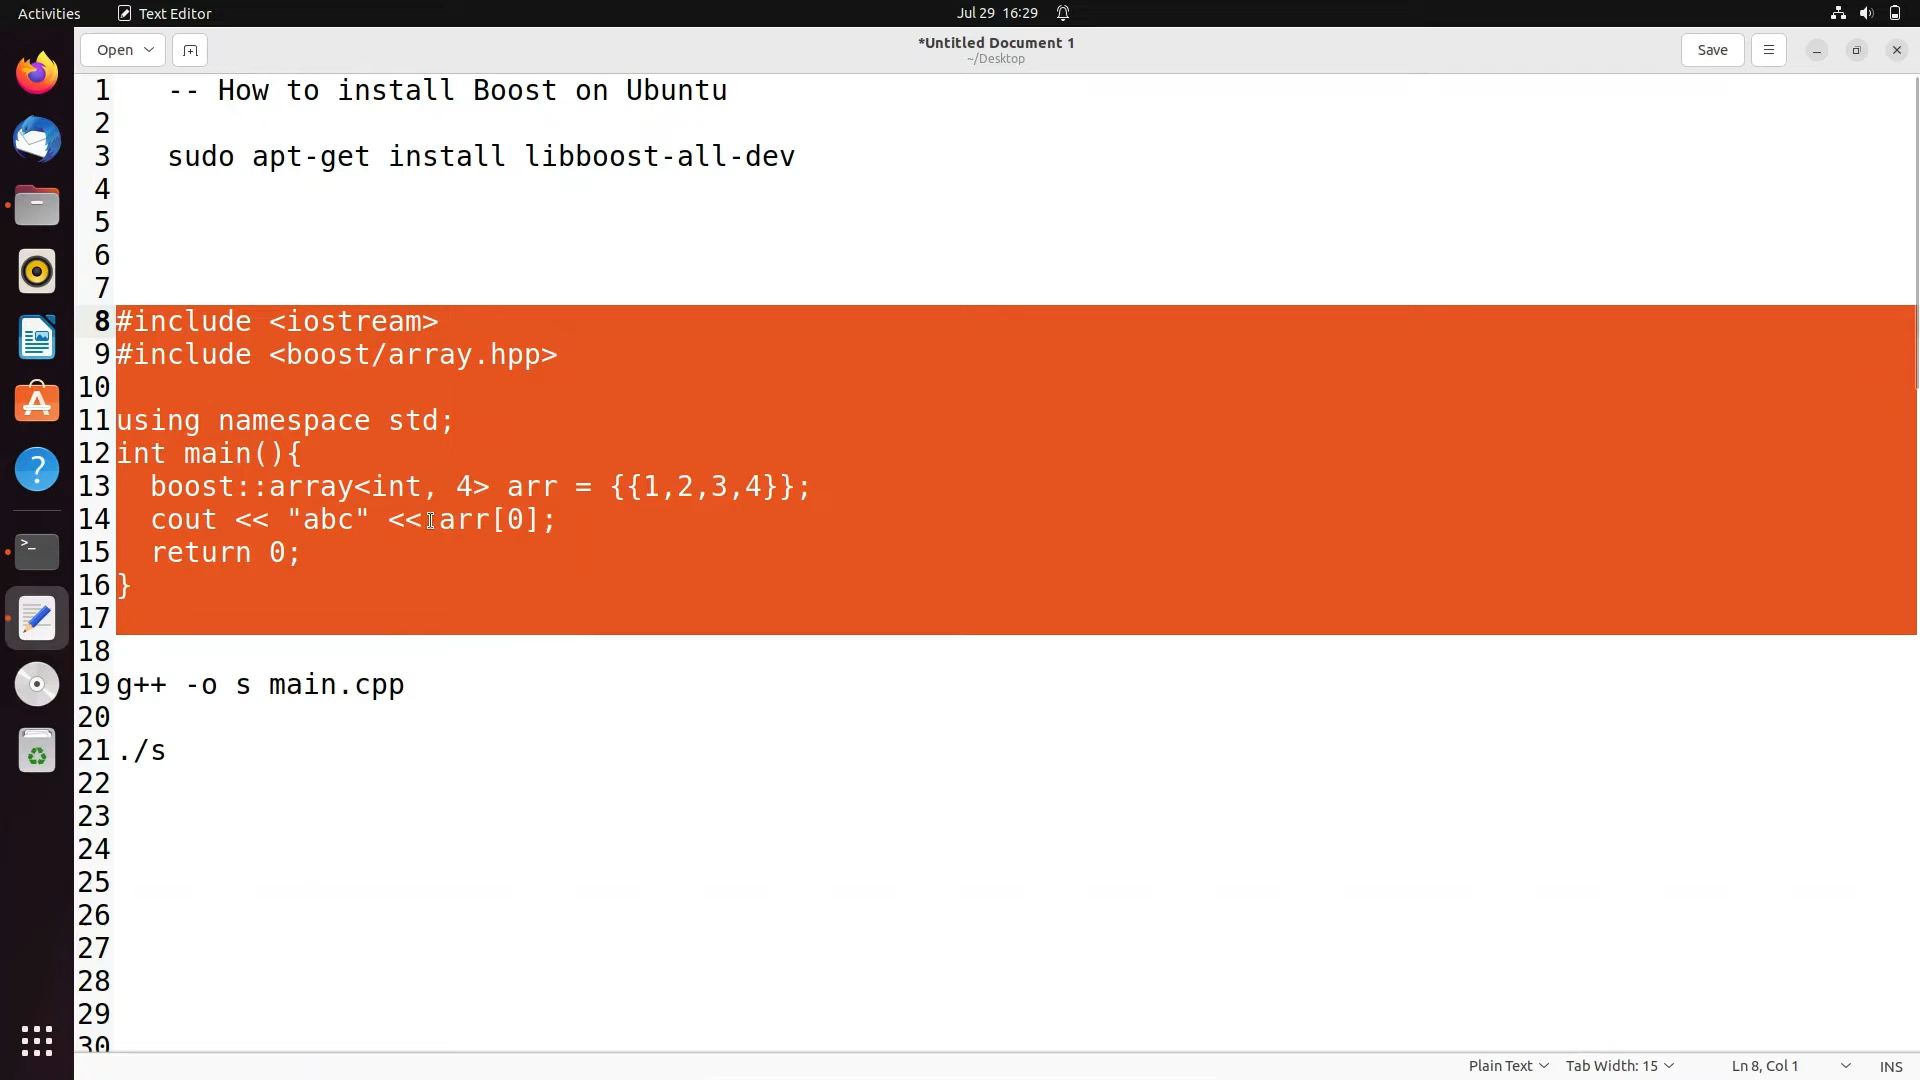 Activities Text Editor Jul 29 16:29
Open *Untitled Document 1 Save
~/Desktop
1 -- How to install Boost on Ubuntu
2
3 sudo apt-get install libboost-all-dev
4
5
6
7
8 #include <iostream>
9 #include <boost/array.hpp>
10
11 using namespace std;
12 int main(){
13 boost::array<int, 4> arr = {{1,2,3,4}};
14 cout << "abc" << arr[0];
15 return 0;
16 }
17
18
19 g++ -o s main.cpp
20
21 ./s
22
23
24
25
26
27
28
29
30
Plain Text Tab Width: 15 Ln 8, Col 1 INS